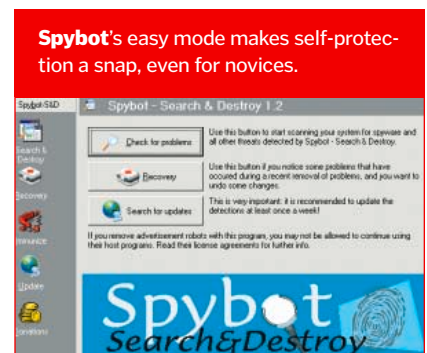 Spybot's easy mode makes self-protec-
tion a snap, even for novices.
Spybot-S&D
Spybot - Search & Destroy 1.2
Search &
Destroy
Recovery
Immunize
Update
Donations
Check for problems
Use this button to start scanning your system for spyware and
all other threats detected by Spybot - Search & Destroy.
Recovery
Use this button if you notice some problems that have
occured during a recent removal of problems, and you want to
undo some changes.
Search for updates
This is very important: it is recommended to update the
detections at least once a week!
If you remove advertisement robots with this program, you may not be allowed to continue using
their host programs. Read their license agreements for further info.
Spybot
Search&Destroy